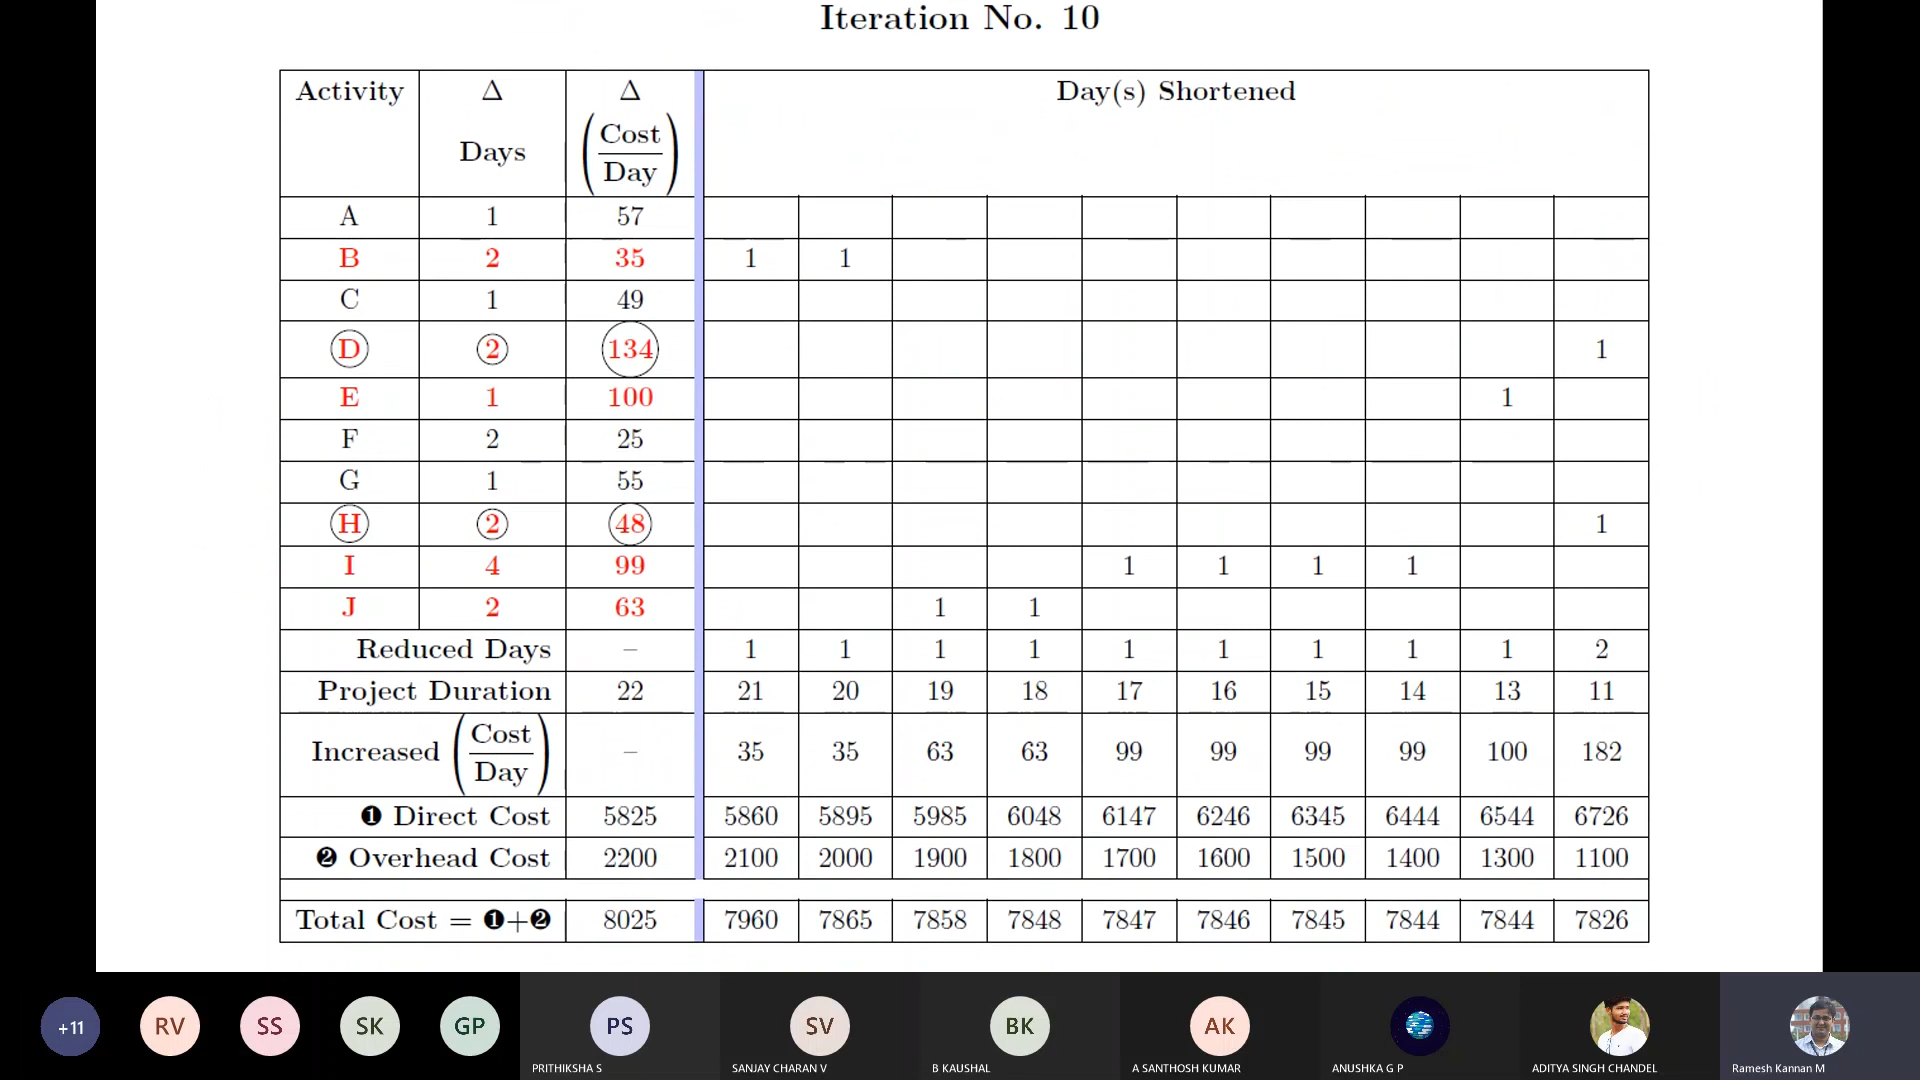 Iteration No. 10
Activity Δ Days Δ (Cost/Day) Day(s) Shortened
A 1 57
B 2 35 1 1
C 1 49
D 2 134 1
E 1 100 1
F 2 25
G 1 55
H 2 48 1
I 4 99 1 1 1 1
J 2 63 1 1
Reduced Days – 1 1 1 1 1 1 1 1 1 2
Project Duration 22 21 20 19 18 17 16 15 14 13 11
Increased (Cost/Day) – 35 35 63 63 99 99 99 99 100 182
❶ Direct Cost 5825 5860 5895 5985 6048 6147 6246 6345 6444 6544 6726
❷ Overhead Cost 2200 2100 2000 1900 1800 1700 1600 1500 1400 1300 1100
Total Cost = ❶+❷ 8025 7960 7865 7858 7848 7847 7846 7845 7844 7844 7826
+11 RV SS SK GP PS SV BK AK
PRITHIKSHA S SANJAY CHARAN V B KAUSHAL A SANTHOSH KUMAR ANUSHKA G P ADITYA SINGH CHANDEL Ramesh Kannan M